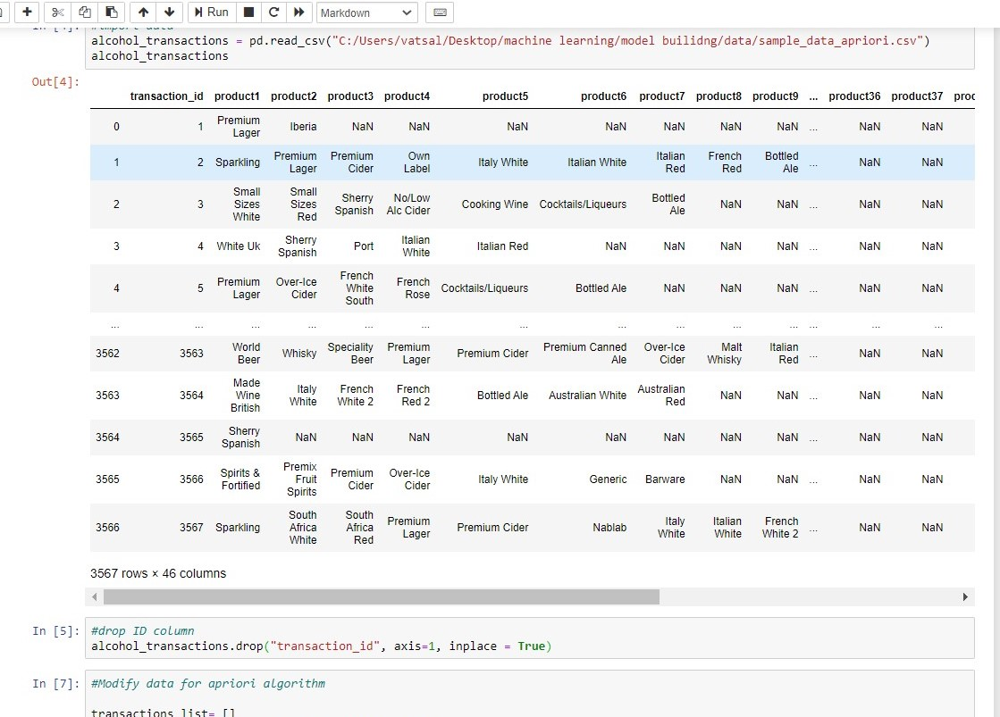 Run Markdown
#import data
alcohol_transactions = pd.read_csv("C:/Users/vatsal/Desktop/machine learning/model builidng/data/sample_data_apriori.csv")
alcohol_transactions
Out[4]:
transaction_id product1 product2 product3 product4 product5 product6 product7 product8 product9 ... product36 product37
0 1 Premium Lager Iberia NaN NaN NaN NaN NaN NaN NaN ... NaN NaN
1 2 Sparkling Premium Lager Premium Cider Own Label Italy White Italian White Italian Red French Red Bottled Ale ... NaN NaN
2 3 Small Sizes White Small Sizes Red Sherry Spanish No/Low Alc Cider Cooking Wine Cocktails/Liqueurs Bottled Ale NaN NaN ... NaN NaN
3 4 White Uk Sherry Spanish Port Italian White Italian Red NaN NaN NaN NaN ... NaN NaN
4 5 Premium Lager Over-Ice Cider French White South French Rose Cocktails/Liqueurs Bottled Ale NaN NaN NaN ... NaN NaN
... ... ... ... ... ... ... ... ... ... ... ... ...
3562 3563 World Beer Whisky Speciality Beer Premium Lager Premium Cider Premium Canned Ale Over-Ice Cider Malt Whisky Italian Red ... NaN NaN
3563 3564 Made Wine British Italy White French White 2 French Red 2 Bottled Ale Australian White Australian Red NaN NaN ... NaN NaN
3564 3565 Sherry Spanish NaN NaN NaN NaN NaN NaN NaN NaN ... NaN NaN
3565 3566 Spirits & Fortified Premix Fruit Spirits Premium Cider Over-Ice Cider Italy White Generic Barware NaN NaN ... NaN NaN
3566 3567 Sparkling South Africa White South Africa Red Premium Lager Premium Cider Nablab Italy White Italian White French White 2 ... NaN NaN
3567 rows × 46 columns
In [5]: #drop ID column
alcohol_transactions.drop("transaction_id", axis=1, inplace = True)
In [7]: #Modify data for apriori algorithm
transactions_list= []